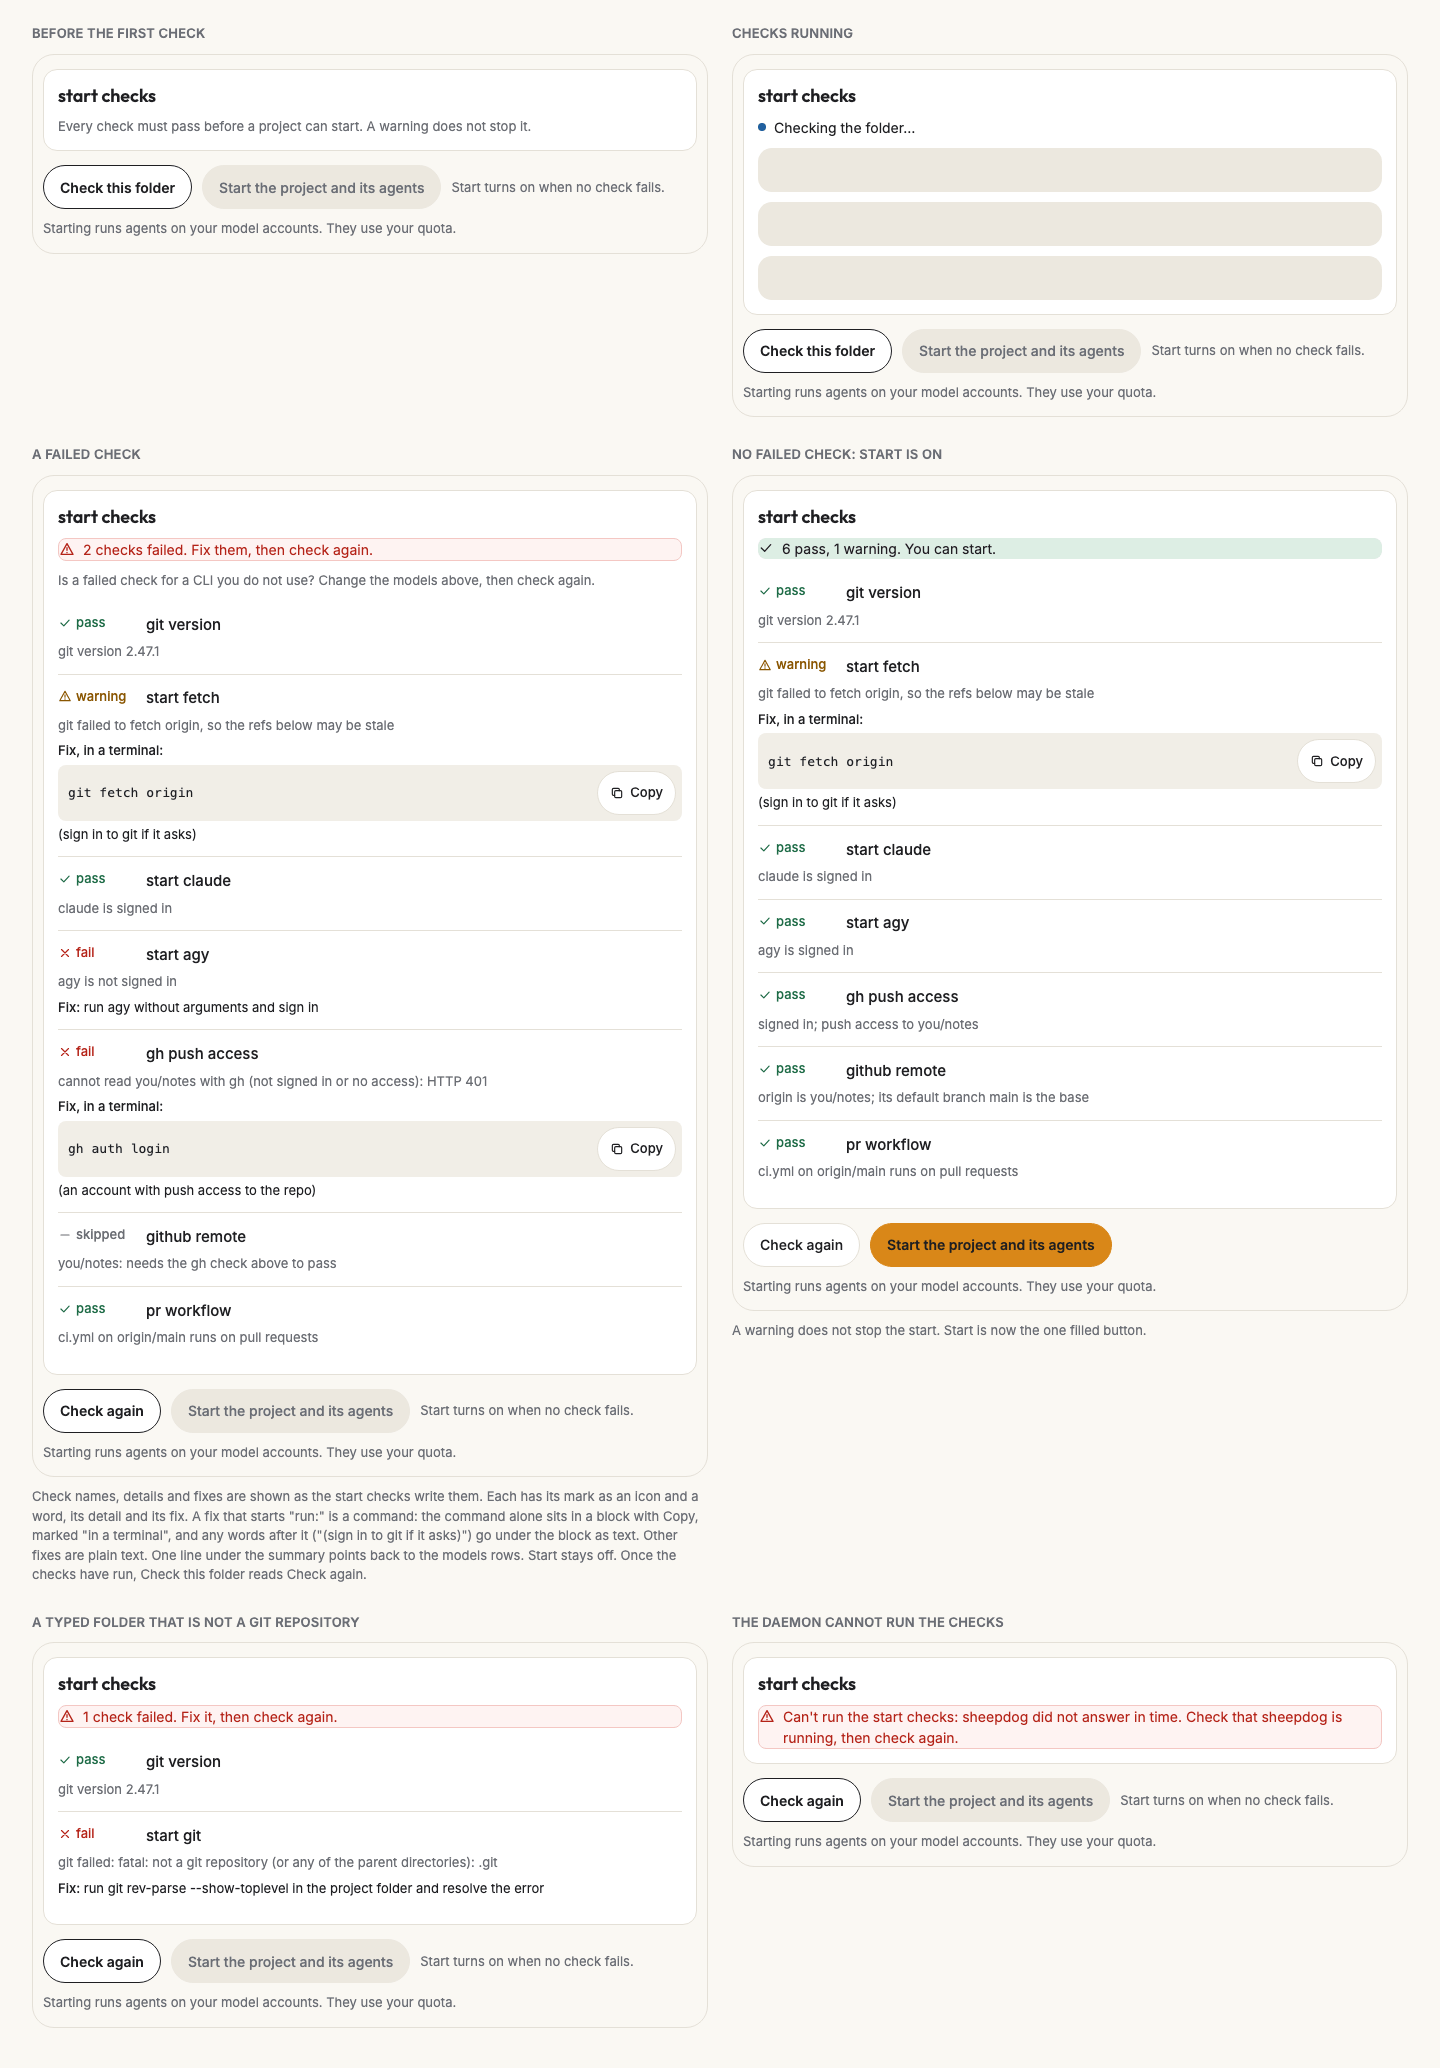 BEFORE THE FIRST CHECK
start checks
Every check must pass before a project can start. A warning does not stop it.
Check this folder
Start the project and its agents
Start turns on when no check fails.
Starting runs agents on your model accounts. They use your quota.
CHECKS RUNNING
start checks
Checking the folder...
Check this folder
Start the project and its agents
Start turns on when no check fails.
Starting runs agents on your model accounts. They use your quota.
A FAILED CHECK
start checks
2 checks failed. Fix them, then check again.
Is a failed check for a CLI you do not use? Change the models above, then check again.
pass git version
git version 2.47.1
warning start fetch
git failed to fetch origin, so the refs below may be stale
Fix, in a terminal:
git fetch origin
Copy
(sign in to git if it asks)
pass start claude
claude is signed in
fail start agy
agy is not signed in
Fix: run agy without arguments and sign in
fail gh push access
cannot read you/notes with gh (not signed in or no access): HTTP 401
Fix, in a terminal:
gh auth login
Copy
(an account with push access to the repo)
skipped github remote
you/notes: needs the gh check above to pass
pass pr workflow
ci.yml on origin/main runs on pull requests
Check again
Start the project and its agents
Start turns on when no check fails.
Starting runs agents on your model accounts. They use your quota.
Check names, details and fixes are shown as the start checks write them. Each has its mark as an icon and a
word, its detail and its fix. A fix that starts "run:" is a command: the command alone sits in a block with Copy,
marked "in a terminal", and any words after it ("(sign in to git if it asks)") go under the block as text. Other
fixes are plain text. One line under the summary points back to the models rows. Start stays off. Once the
checks have run, Check this folder reads Check again.
NO FAILED CHECK: START IS ON
start checks
6 pass, 1 warning. You can start.
pass git version
git version 2.47.1
warning start fetch
git failed to fetch origin, so the refs below may be stale
Fix, in a terminal:
git fetch origin
Copy
(sign in to git if it asks)
pass start claude
claude is signed in
pass start agy
agy is signed in
pass gh push access
signed in; push access to you/notes
pass github remote
origin is you/notes; its default branch main is the base
pass pr workflow
ci.yml on origin/main runs on pull requests
Check again
Start the project and its agents
Starting runs agents on your model accounts. They use your quota.
A warning does not stop the start. Start is now the one filled button.
A TYPED FOLDER THAT IS NOT A GIT REPOSITORY
start checks
1 check failed. Fix it, then check again.
pass git version
git version 2.47.1
fail start git
git failed: fatal: not a git repository (or any of the parent directories): .git
Fix: run git rev-parse --show-toplevel in the project folder and resolve the error
Check again
Start the project and its agents
Start turns on when no check fails.
Starting runs agents on your model accounts. They use your quota.
THE DAEMON CANNOT RUN THE CHECKS
start checks
Can't run the start checks: sheepdog did not answer in time. Check that sheepdog is
running, then check again.
Check again
Start the project and its agents
Start turns on when no check fails.
Starting runs agents on your model accounts. They use your quota.